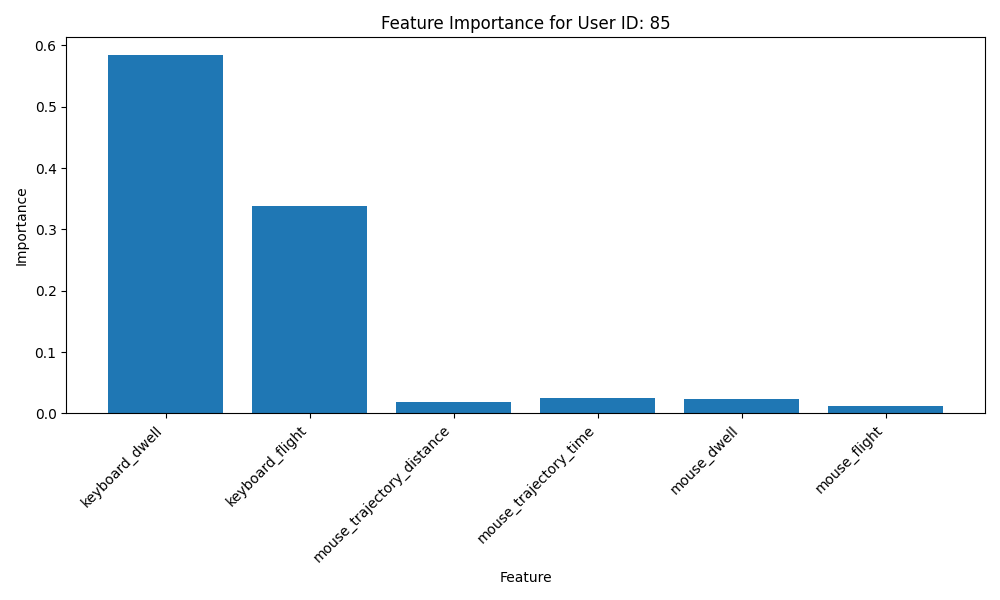 Feature Importance for User ID: 85
0.6
0.5
0.4
0.3
0.2
0.1
0.0
Importance
keyboard_dwell
keyboard_flight
mouse_trajectory_distance
mouse_trajectory_time
mouse_dwell
mouse_flight
Feature